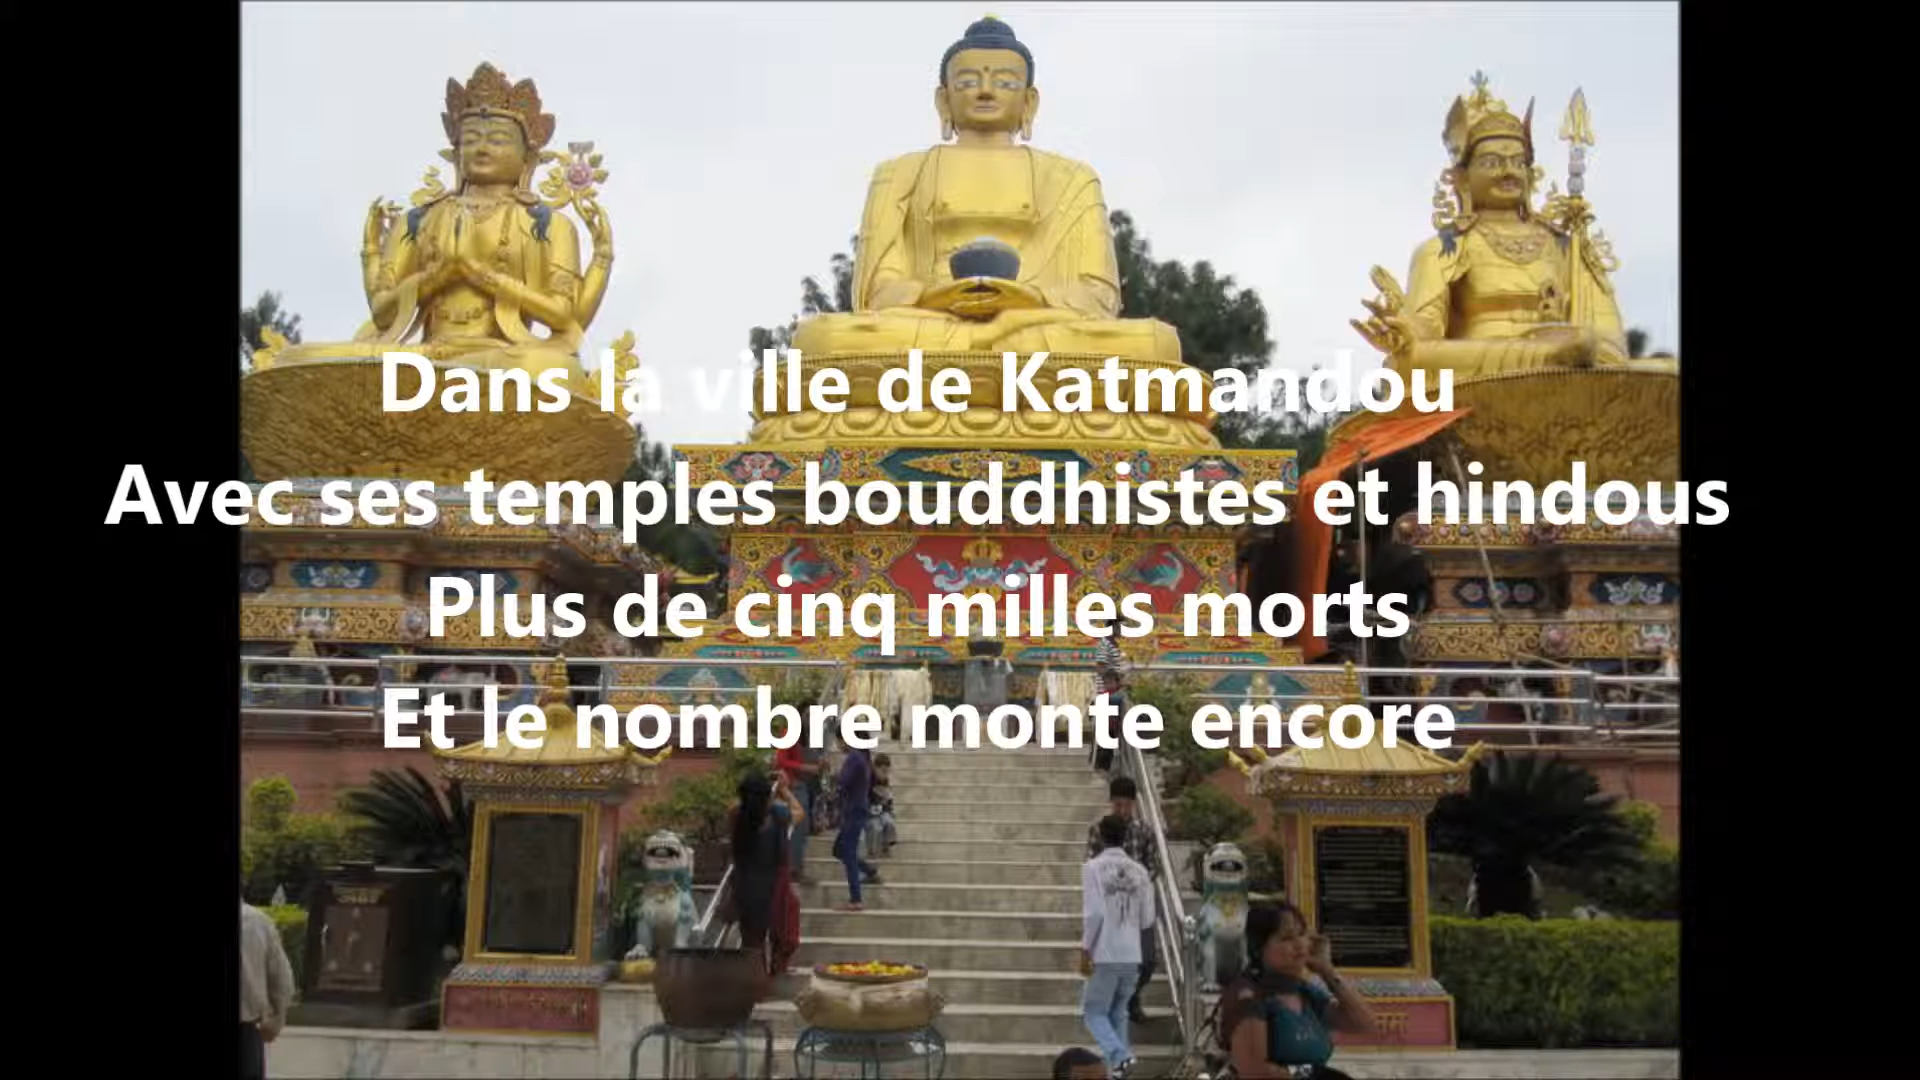 Dans la ville de Katmandou
Avec ses temples bouddhistes et hindous
Plus de cinq milles morts
Et le nombre monte encore